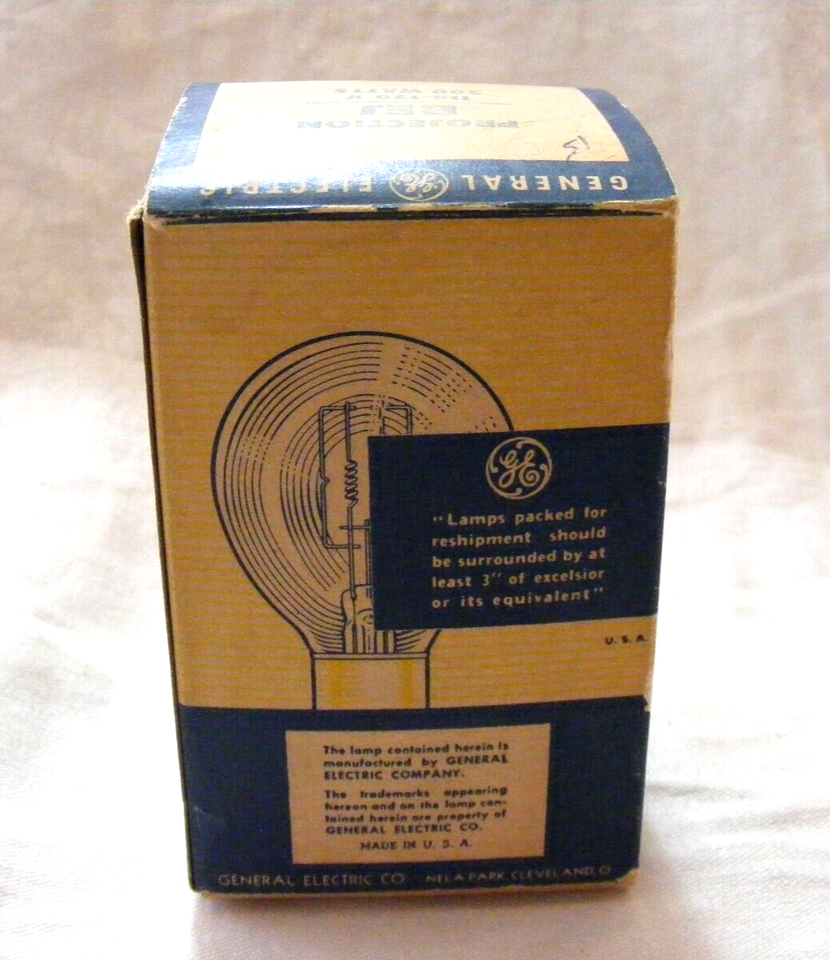 GENERAL GE ELECTRIC
PROJECTION
BEJ
115-120 V
300 WATTS
GE
"Lamps packed for
reshipment should
be surrounded by at
least 3" of excelsior
or its equivalent"
U. S. A.
The lamp contained herein is
manufactured by GENERAL
ELECTRIC COMPANY.
The trademarks appearing
hereon and on the lamp con-
tained herein are property of
GENERAL ELECTRIC CO.
MADE IN U. S. A.
GENERAL ELECTRIC CO. NELA PARK, CLEVELAND, O